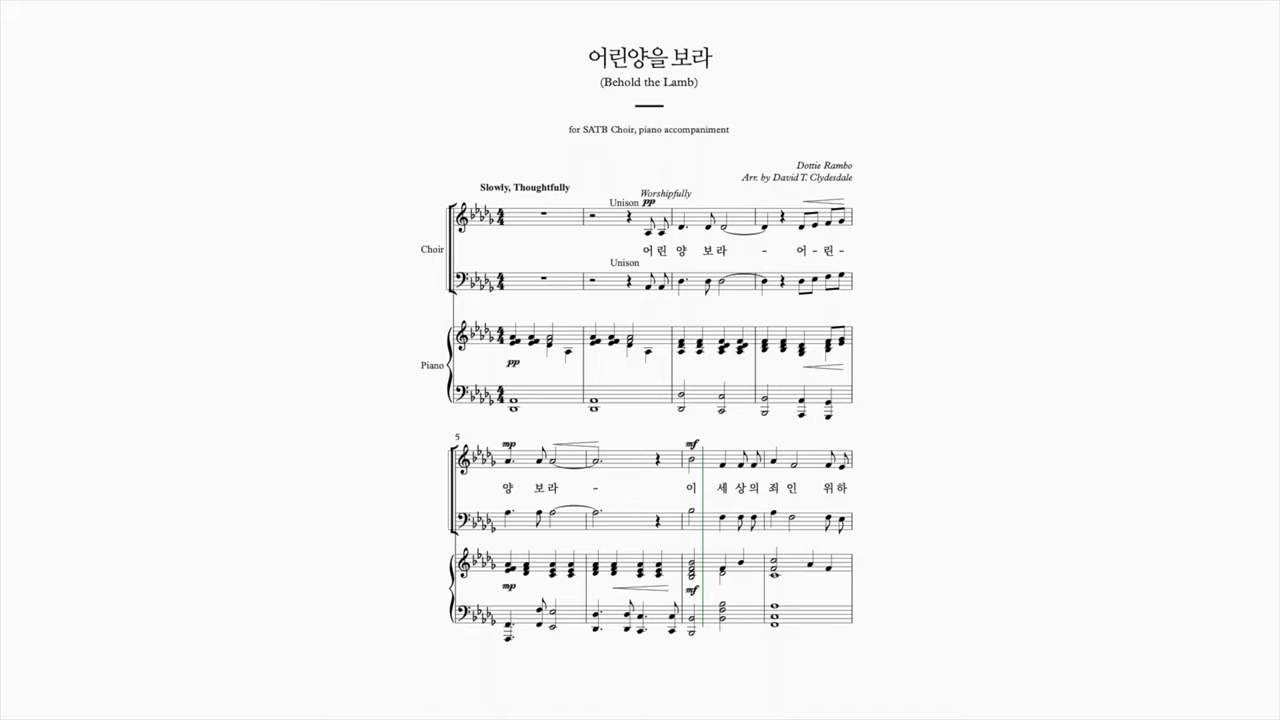 어린양을 보라
(Behold the Lamb)
for SATB Choir, piano accompaniment
Dottie Rambo
Arr. by David T. Clydesdale
Slowly, Thoughtfully
Worshipfully
Unison pp
Choir
어 린 양 보 라 - 어 - 린 -
Unison
Piano
pp
5
mp mf
양 보 라 - 이 세 상 의 죄 인 위 하
mp mf